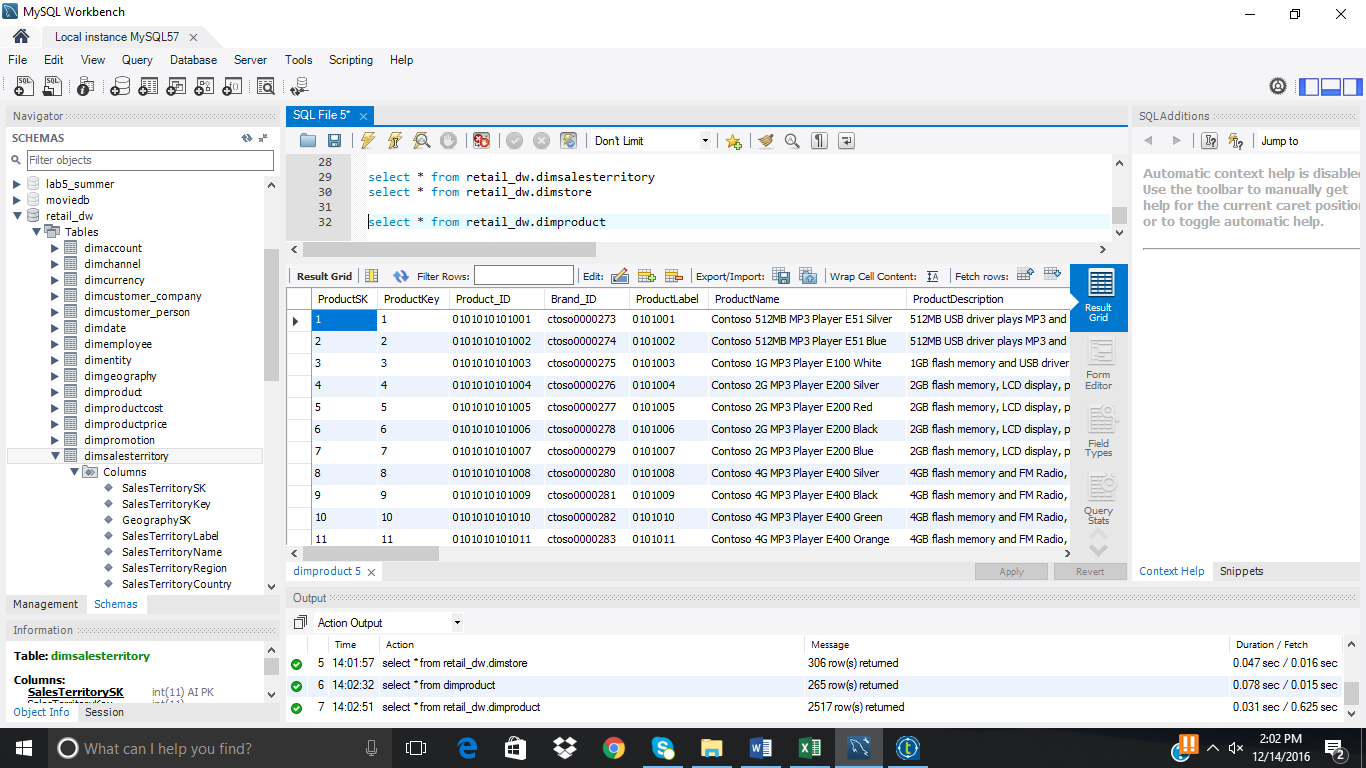 MySQL Workbench
Local instance MySQL57
File Edit View Query Database Server Tools Scripting Help
Navigator
SCHEMAS
Filter objects
lab5_summer
moviedb
retail_dw
Tables
dimaccount
dimchannel
dimcurrency
dimcustomer_company
dimcustomer_person
dimdate
dimemployee
dimentity
dimgeography
dimproduct
dimproductcost
dimproductprice
dimpromotion
dimsalesterritory
Columns
SalesTerritorySK
SalesTerritoryKey
GeographySK
SalesTerritoryLabel
SalesTerritoryName
SalesTerritoryRegion
SalesTerritoryCountry
Management Schemas
Information
Table: dimsalesterritory
Columns:
SalesTerritorySK int(11) AI PK
SalesTerritoryKey int(11)
Object Info Session
SQL File 5*
Don't Limit
28
29 select * from retail_dw.dimsalesterritory
30 select * from retail_dw.dimstore
31
32 select * from retail_dw.dimproduct
Result Grid Filter Rows: Edit: Export/Import: Wrap Cell Content: Fetch rows:
ProductSK ProductKey Product_ID Brand_ID ProductLabel ProductName ProductDescription
1 1 0101010101001 ctoso0000273 0101001 Contoso 512MB MP3 Player E51 Silver 512MB USB driver plays MP3 and
2 2 0101010101002 ctoso0000274 0101002 Contoso 512MB MP3 Player E51 Blue 512MB USB driver plays MP3 and
3 3 0101010101003 ctoso0000275 0101003 Contoso 1G MP3 Player E100 White 1GB flash memory and USB driver
4 4 0101010101004 ctoso0000276 0101004 Contoso 2G MP3 Player E200 Silver 2GB flash memory, LCD display, p
5 5 0101010101005 ctoso0000277 0101005 Contoso 2G MP3 Player E200 Red 2GB flash memory, LCD display, p
6 6 0101010101006 ctoso0000278 0101006 Contoso 2G MP3 Player E200 Black 2GB flash memory, LCD display, p
7 7 0101010101007 ctoso0000279 0101007 Contoso 2G MP3 Player E200 Blue 2GB flash memory, LCD display, p
8 8 0101010101008 ctoso0000280 0101008 Contoso 4G MP3 Player E400 Silver 4GB flash memory and FM Radio,
9 9 0101010101009 ctoso0000281 0101009 Contoso 4G MP3 Player E400 Black 4GB flash memory and FM Radio,
10 10 0101010101010 ctoso0000282 0101010 Contoso 4G MP3 Player E400 Green 4GB flash memory and FM Radio,
11 11 0101010101011 ctoso0000283 0101011 Contoso 4G MP3 Player E400 Orange 4GB flash memory and FM Radio,
Result
Grid
Form
Editor
Field
Types
Query
Stats
dimproduct 5
Apply Revert
SQLAdditions
Jump to
Automatic context help is disable
Use the toolbar to manually get
help for the current caret position
or to toggle automatic help.
Context Help Snippets
Output
Action Output
Time Action Message Duration / Fetch
5 14:01:57 select * from retail_dw.dimstore 306 row(s) returned 0.047 sec / 0.016 sec
6 14:02:32 select * from dimproduct 265 row(s) returned 0.078 sec / 0.015 sec
7 14:02:51 select * from retail_dw.dimproduct 2517 row(s) returned 0.031 sec / 0.625 sec
What can I help you find?
2:02 PM
12/14/2016
2